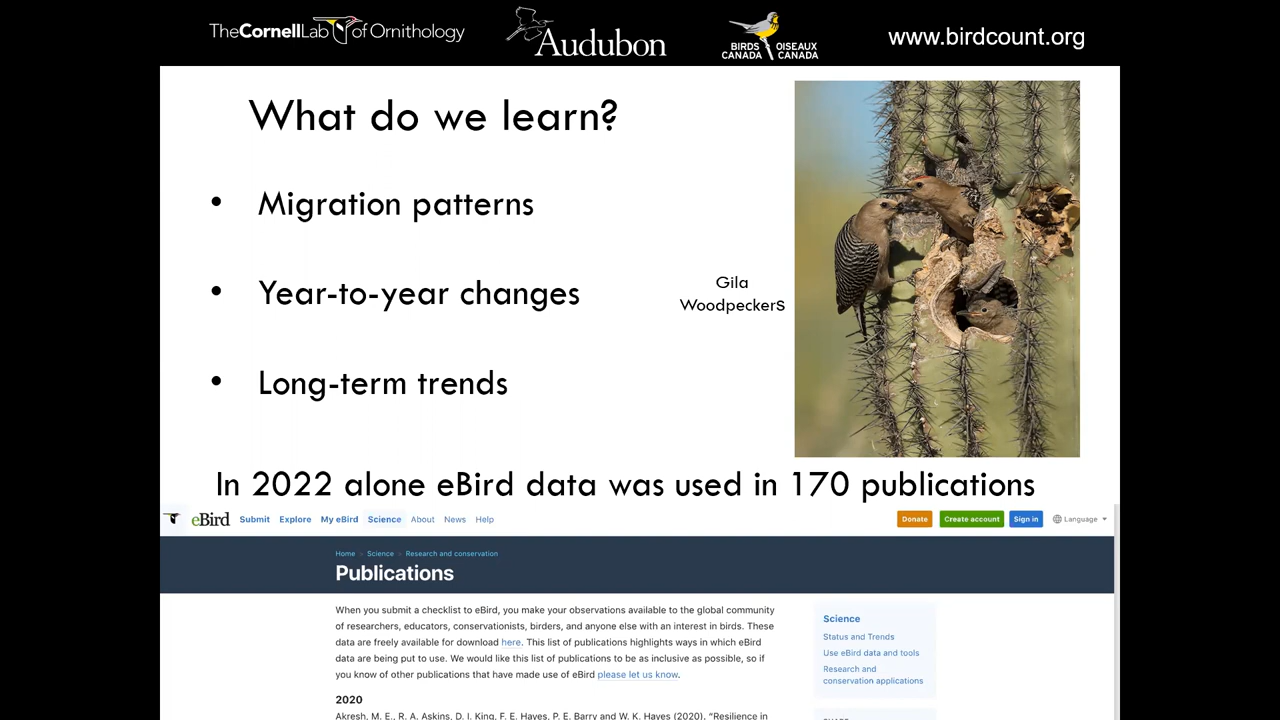 TheCornellLab of Ornithology
Audubon
BIRDS CANADA OISEAUX CANADA
www.birdcount.org
What do we learn?
• Migration patterns
• Year-to-year changes
• Long-term trends
Gila
Woodpeckers
In 2022 alone eBird data was used in 170 publications
eBird Submit Explore My eBird Science About News Help Donate Create account Sign in Language
Home > Science > Research and conservation
Publications
When you submit a checklist to eBird, you make your observations available to the global community
of researchers, educators, conservationists, birders, and anyone else with an interest in birds. These
data are freely available for download here. This list of publications highlights ways in which eBird
data are being put to use. We would like this list of publications to be as inclusive as possible, so if
you know of other publications that have made use of eBird please let us know.
2020
Akresh, M. E., R. A. Askins, D. I. King, F. E. Hayes, P. E. Barry and W. K. Hayes (2020). "Resilience in
Science
Status and Trends
Use eBird data and tools
Research and
conservation applications